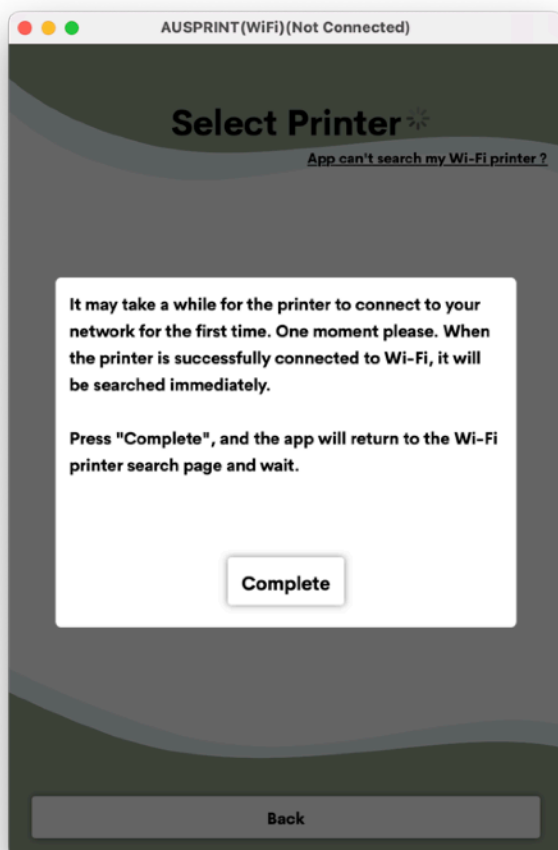 AUSPRINT(WiFi)(Not Connected)
Select Printer
App can't search my Wi-Fi printer ?
It may take a while for the printer to connect to your
network for the first time. One moment please. When
the printer is successfully connected to Wi-Fi, it will
be searched immediately.
Press "Complete", and the app will return to the Wi-Fi
printer search page and wait.
Complete
Back